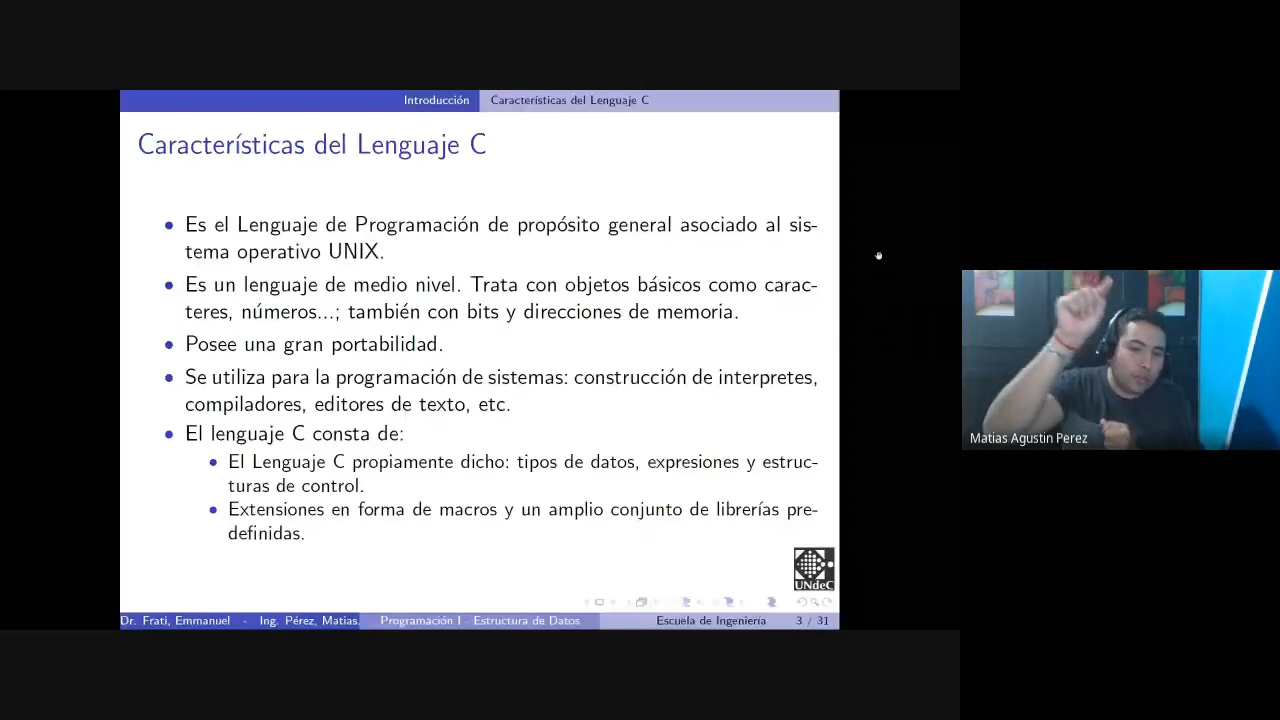 Introducción
Características del Lenguaje C
Características del Lenguaje C
Es el Lenguaje de Programación de propósito general asociado al sis-
tema operativo UNIX.
Es un lenguaje de medio nivel. Trata con objetos básicos como carac-
teres, números...; también con bits y direcciones de memoria.
Posee una gran portabilidad.
Se utiliza para la programación de sistemas: construcción de interpretes,
compiladores, editores de texto, etc.
El lenguaje C consta de:
El Lenguaje C propiamente dicho: tipos de datos, expresiones y estruc-
turas de control.
Extensiones en forma de macros y un amplio conjunto de librerías pre-
definidas.
UNdeC
Dr. Frati, Emmanuel - Ing. Pérez, Matias.
Programación I - Estructura de Datos
Escuela de Ingeniería
3 / 31
Matias Agustin Perez